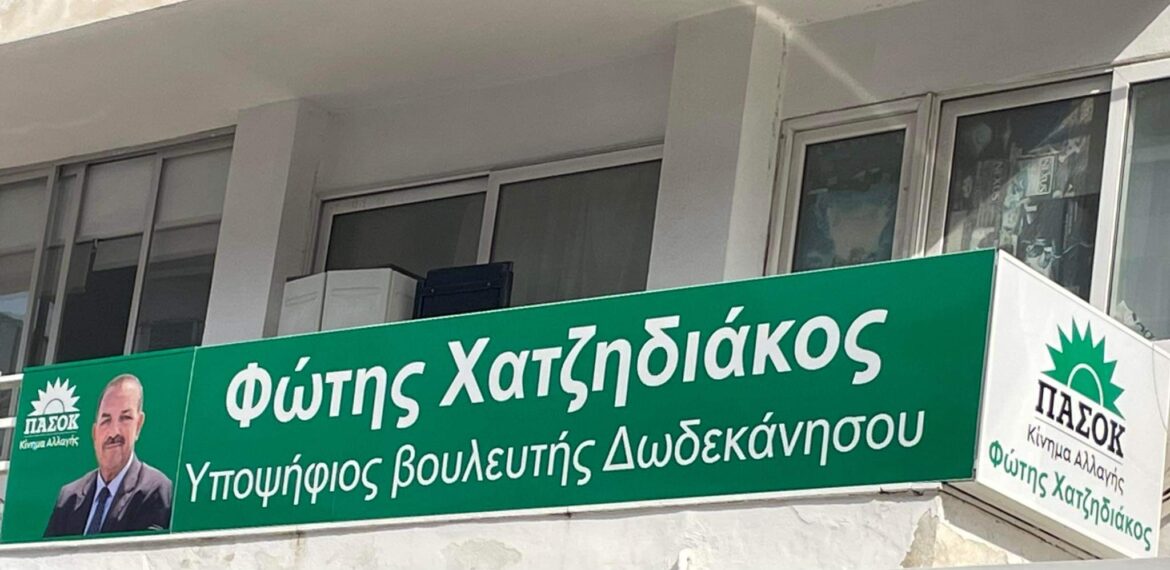 ΠΑΣΟΚ
Κίνημα Αλλαγής
Φώτης Χατζηδιάκος
Υποψήφιος βουλευτής Δωδεκάνησου
ΠΑΣΟΚ
Κίνημα Αλλαγής
Φώτης Χατζηδιάκος